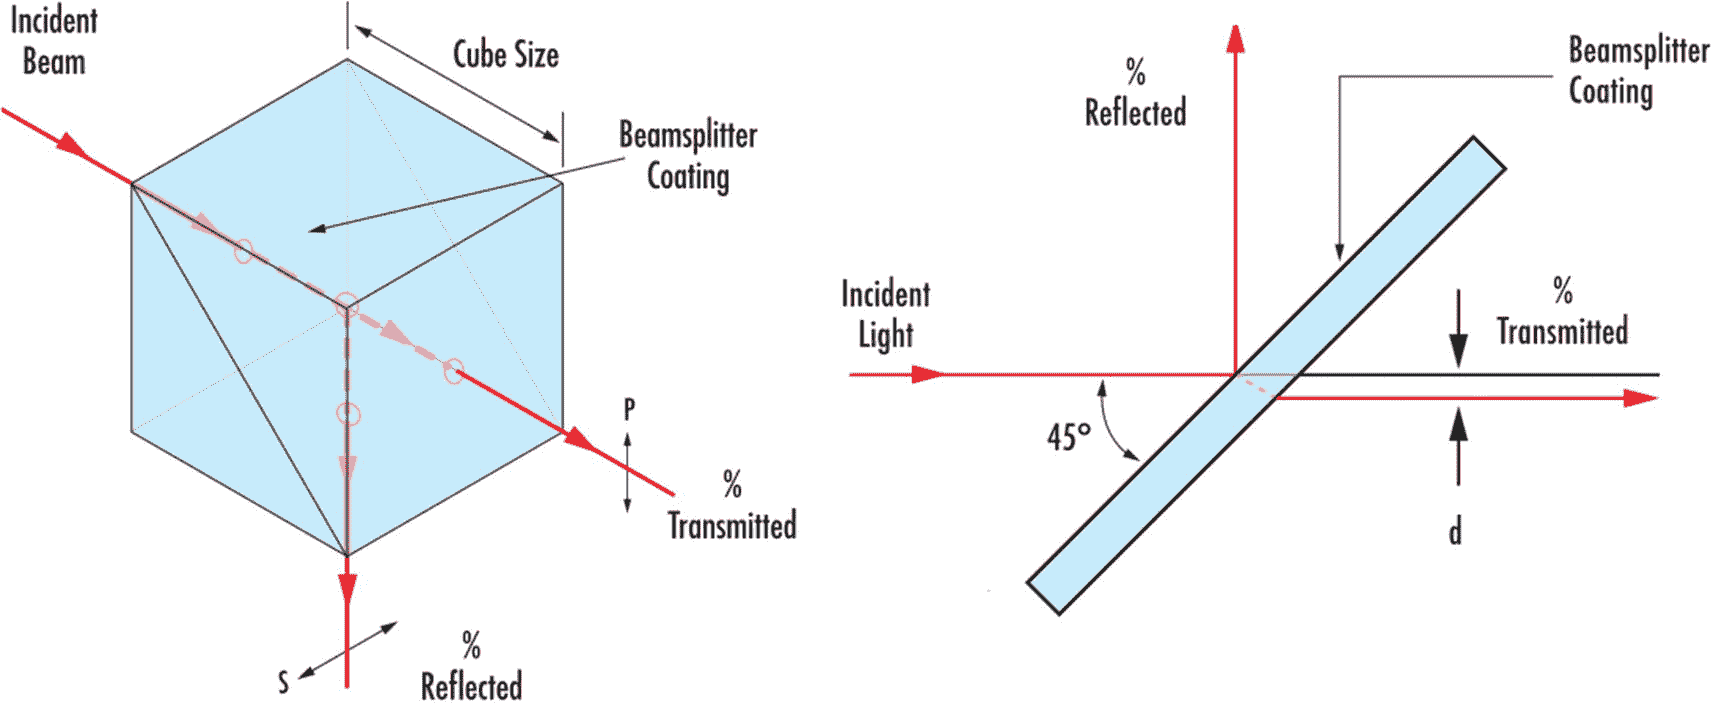 Incident
Beam
Cube Size
Beamsplitter
Coating
P
%
Transmitted
S
%
Reflected
%
Reflected
Beamsplitter
Coating
Incident
Light
%
Transmitted
45°
d